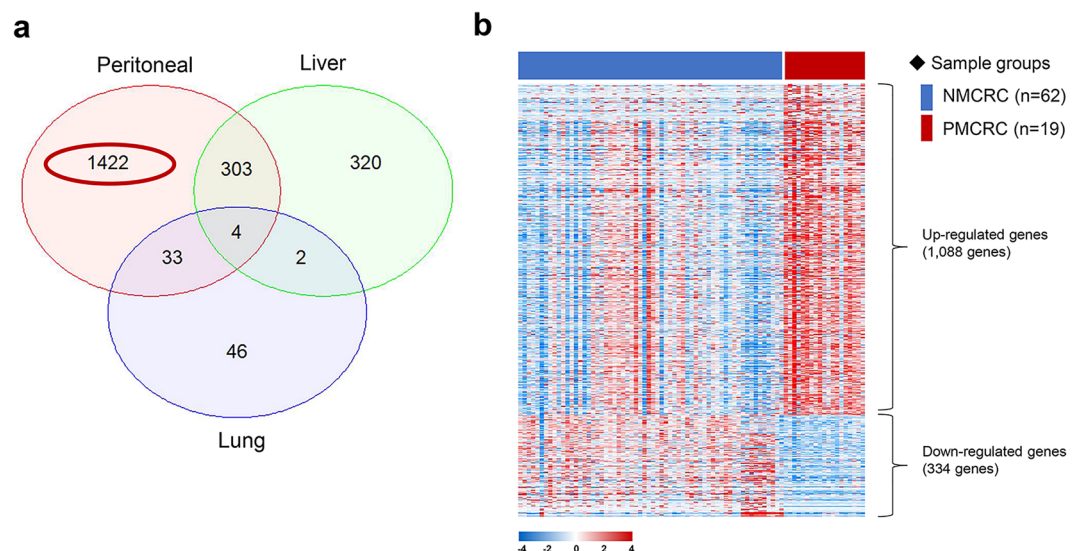 a
Peritoneal
Liver
1422
303
320
4
33
2
46
Lung
b
◆ Sample groups
NMCRC (n=62)
PMCRC (n=19)
Up-regulated genes
(1,088 genes)
Down-regulated genes
(334 genes)
-4 -2 0 2 4